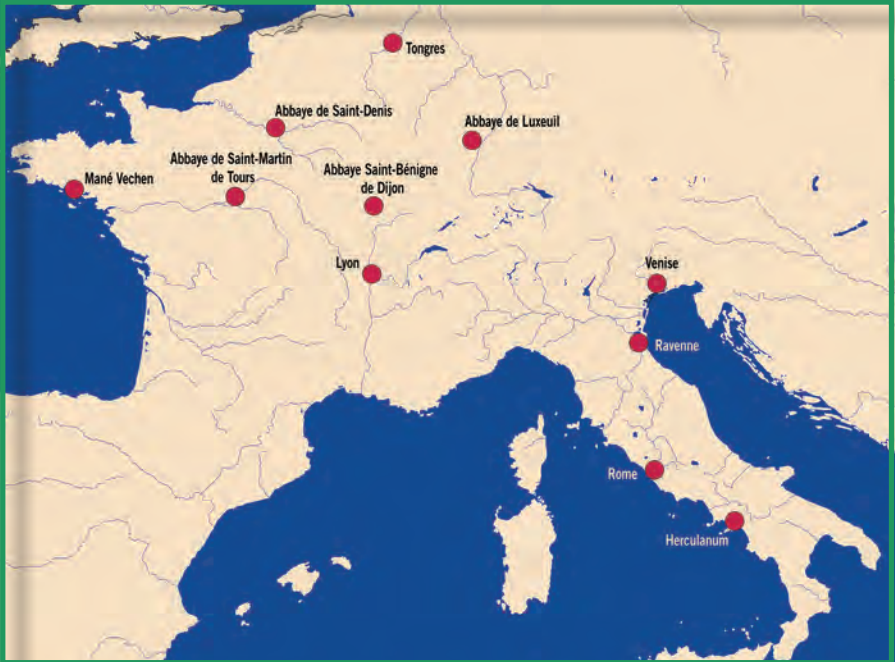 Tongres
Abbaye de Saint-Denis
Abbaye de Luxeuil
Abbaye de Saint-Martin
de Tours
Abbaye Saint-Bénigne
de Dijon
Mané Vechen
Lyon
Venise
Ravenne
Rome
Herculanum